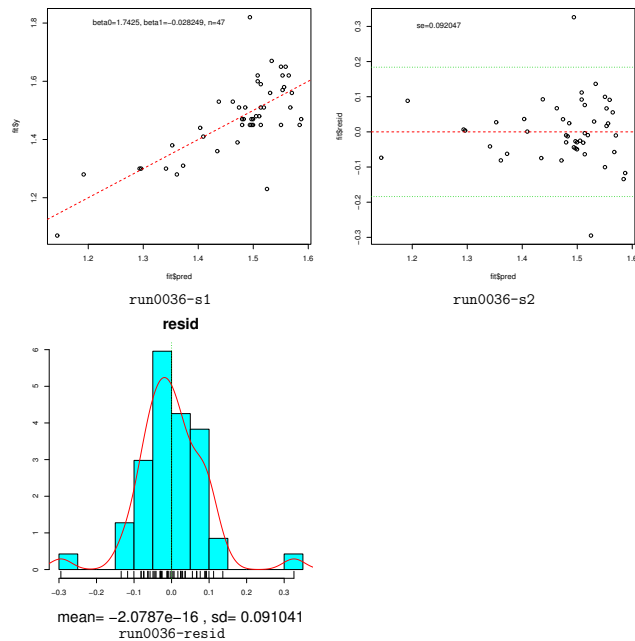 beta0=1.7425, beta1=-0.028249, n=47
fit$y
1.2 1.4 1.6 1.8
1.2 1.3 1.4 1.5 1.6
fit$pred
run0036-s1
se=0.092047
fit$resid
-0.3 -0.2 -0.1 0.0 0.1 0.2 0.3
1.2 1.3 1.4 1.5 1.6
fit$pred
run0036-s2
resid
0 1 2 3 4 5 6
-0.3 -0.2 -0.1 0.0 0.1 0.2 0.3
mean= -2.0787e-16 , sd= 0.091041
run0036-resid